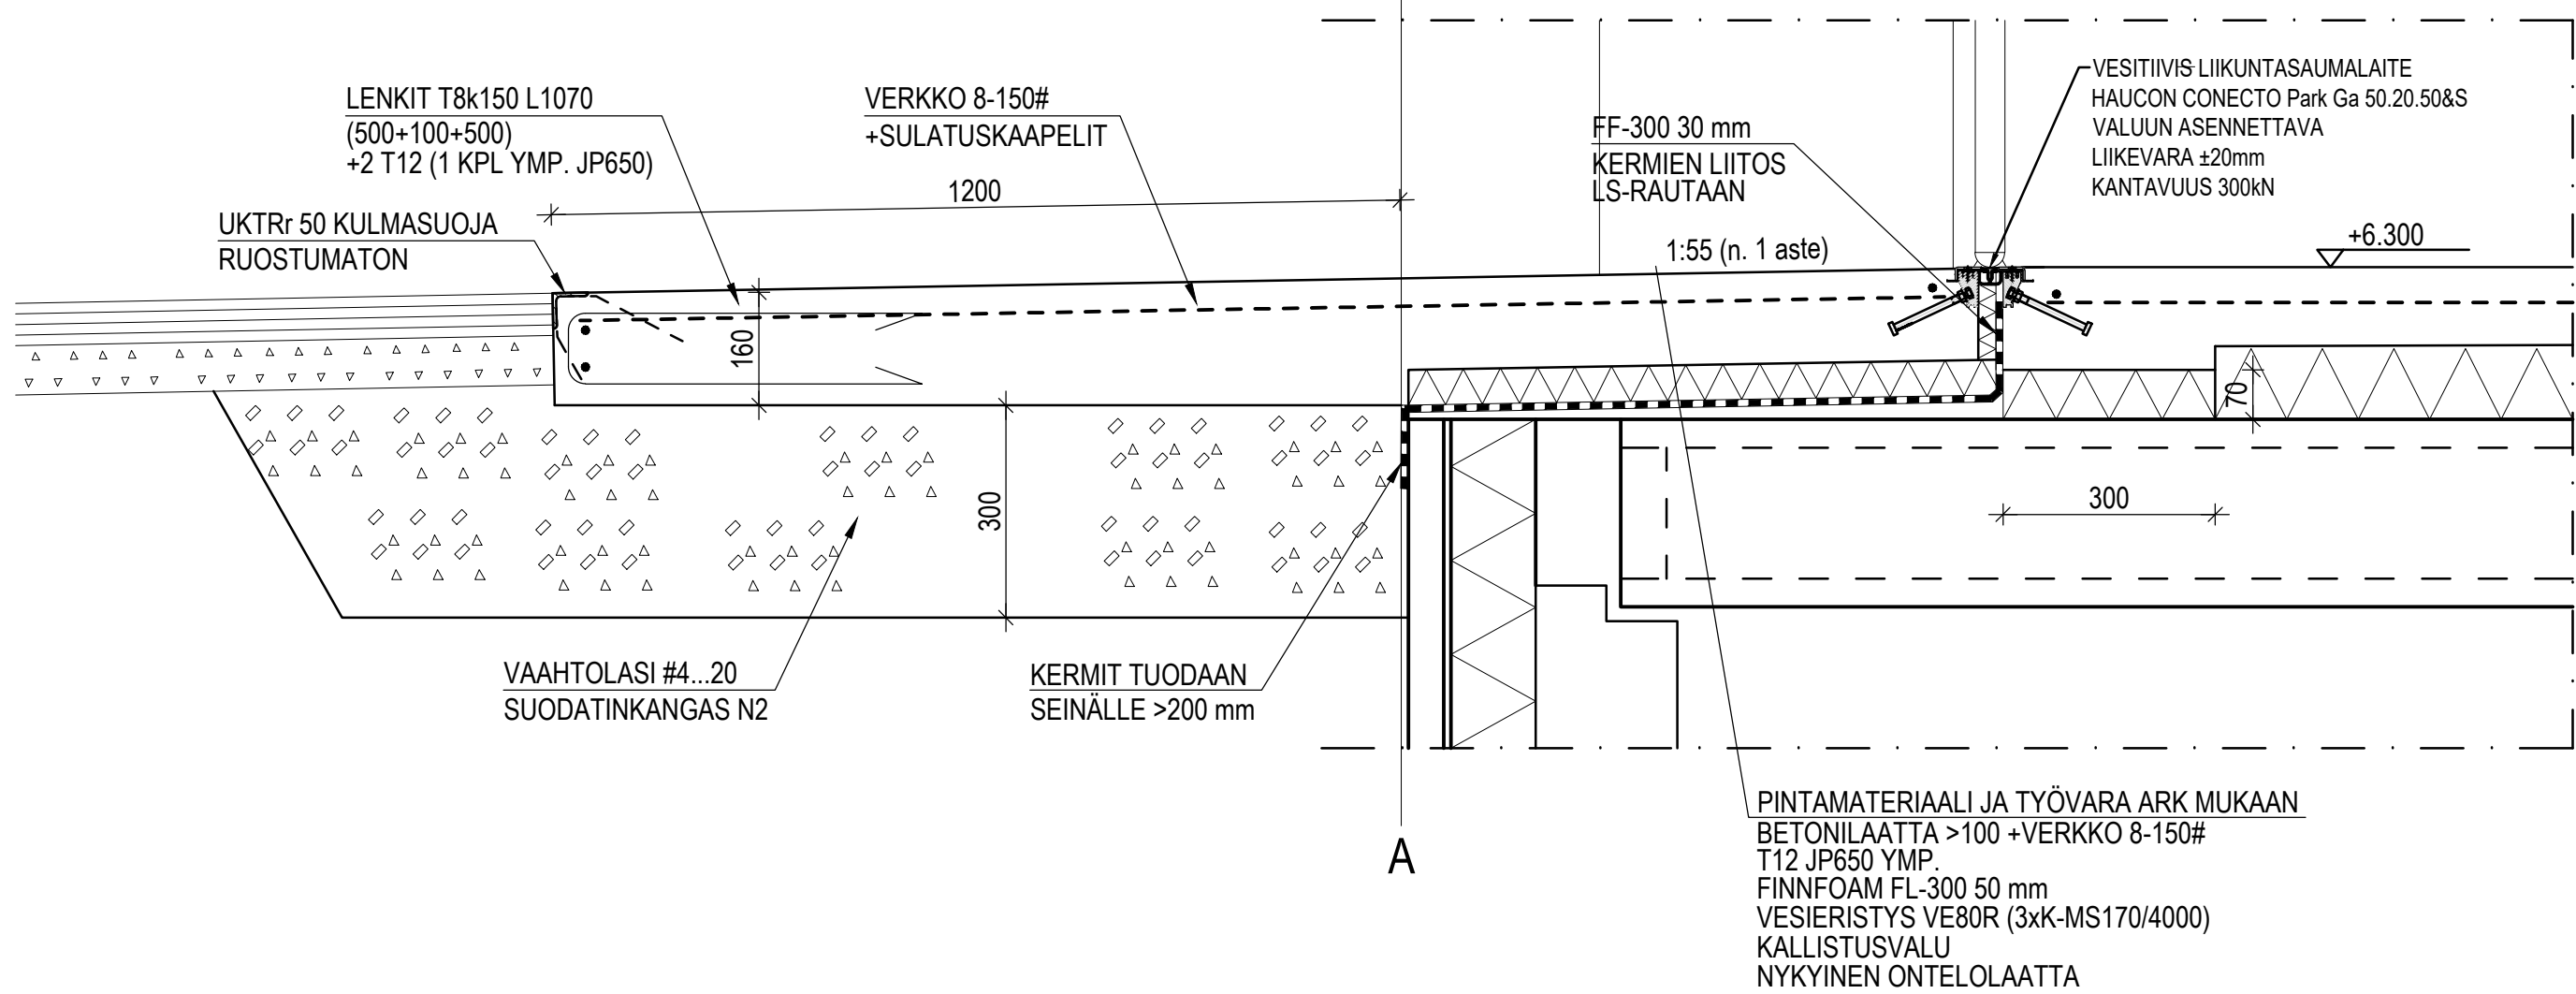 LENKIT T8k150 L1070
(500+100+500)
+2 T12 (1 KPL YMP. JP650)
VERKKO 8-150#
+SULATUSKAAPELIT
FF-300 30 mm
KERMIEN LIITOS
LS-RAUTAAN
VESITIIVIS LIIKUNTASAUMALAITE
HAUCON CONECTO Park Ga 50.20.50&S
VALUUN ASENNETTAVA
LIIKEVARA ±20mm
KANTAVUUS 300kN
UKTRr 50 KULMASUOJA
RUOSTUMATON
1200
1:55 (n. 1 aste)
+6.300
160
70
300
300
VAAHTOLASI #4...20
SUODATINKANGAS N2
KERMIT TUODAAN
SEINÄLLE >200 mm
A
PINTAMATERIAALI JA TYÖVARA ARK MUKAAN
BETONILAATTA >100 +VERKKO 8-150#
T12 JP650 YMP.
FINNFOAM FL-300 50 mm
VESIERISTYS VE80R (3xK-MS170/4000)
KALLISTUSVALU
NYKYINEN ONTELOLAATTA